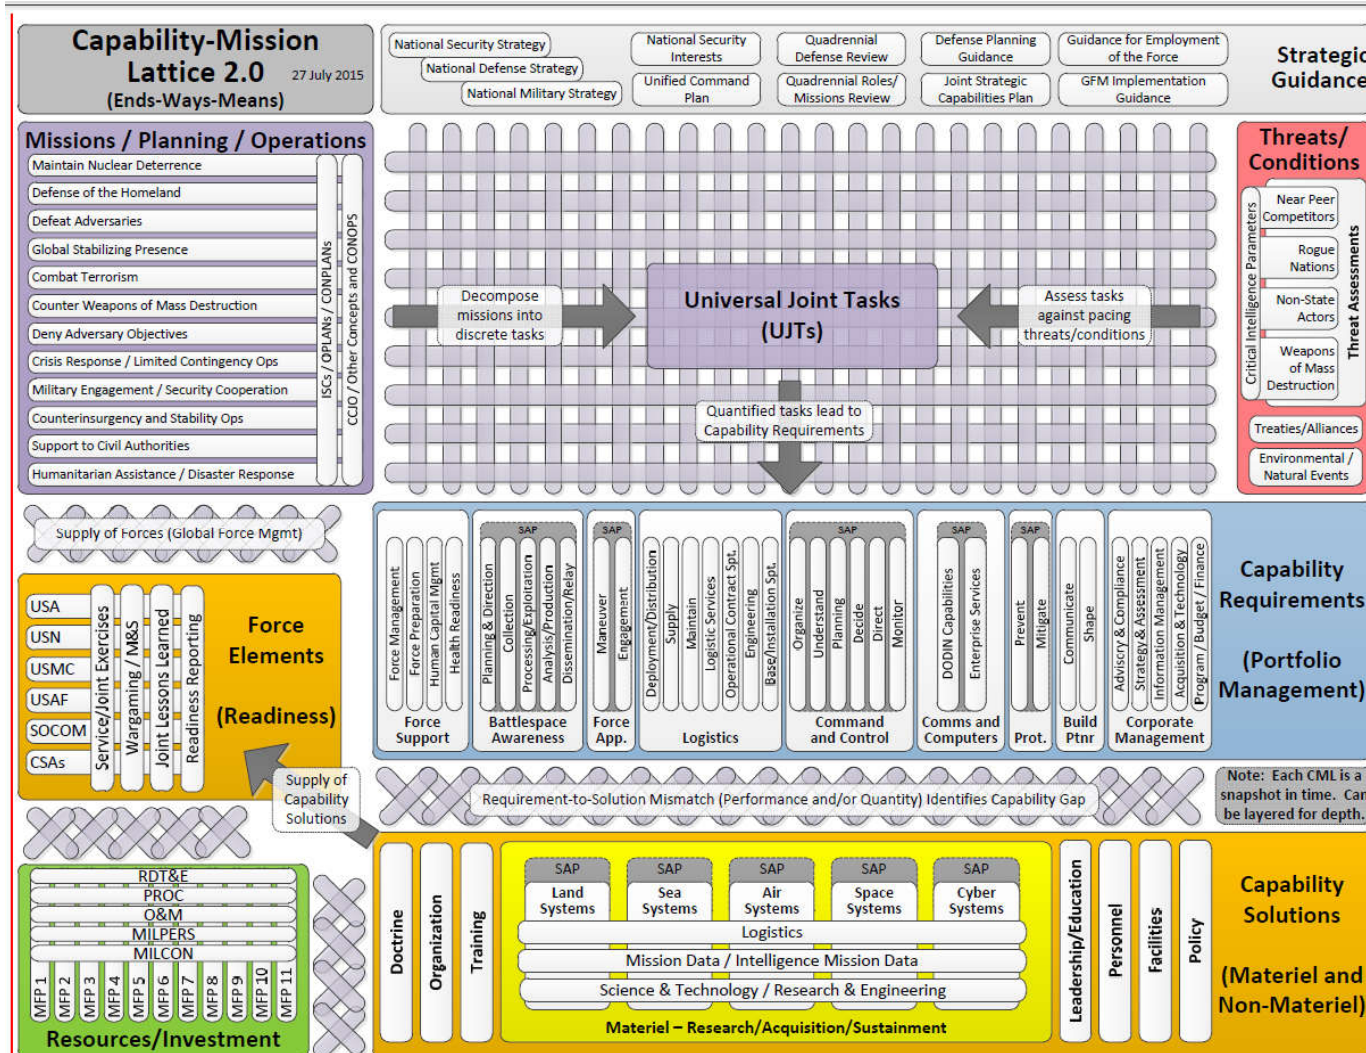 Capability-Mission
Lattice 2.0 27 July 2015
(Ends-Ways-Means)
National Security Strategy
National Defense Strategy
National Military Strategy
National Security
Interests
Unified Command
Plan
Quadrennial
Defense Review
Quadrennial Roles/
Missions Review
Defense Planning
Guidance
Joint Strategic
Capabilities Plan
Guidance for Employment
of the Force
GFM Implementation
Guidance
Strategic
Guidance
Missions / Planning / Operations
Maintain Nuclear Deterrence
Defense of the Homeland
Defeat Adversaries
Global Stabilizing Presence
Combat Terrorism
Counter Weapons of Mass Destruction
Deny Adversary Objectives
Crisis Response / Limited Contingency Ops
Military Engagement / Security Cooperation
Counterinsurgency and Stability Ops
Support to Civil Authorities
Humanitarian Assistance / Disaster Response
ISCs / OPLANs / CONPLANs
CCJO / Other Concepts and CONOPS
Decompose
missions into
discrete tasks
Universal Joint Tasks
(UJTs)
Assess tasks
against pacing
threats/conditions
Quantified tasks lead to
Capability Requirements
Threats/
Conditions
Critical Intelligence Parameters
Near Peer
Competitors
Rogue
Nations
Non-State
Actors
Weapons
of Mass
Destruction
Threat Assessments
Treaties/Alliances
Environmental /
Natural Events
Supply of Forces (Global Force Mgmt)
USA
USN
USMC
USAF
SOCOM
CSAs
Service/Joint Exercises
Wargaming / M&S
Joint Lessons Learned
Readiness Reporting
Force
Elements
(Readiness)
Force Management
Force Preparation
Human Capital Mgmt
Health Readiness
Force
Support
SAP
Planning & Direction
Collection
Processing/Exploitation
Analysis/Production
Dissemination/Relay
Battlespace
Awareness
SAP
Maneuver
Engagement
Force
App.
Deployment/Distribution
Supply
Maintain
Logistic Services
Operational Contract Spt.
Engineering
Base/Installation Spt.
Logistics
SAP
Organize
Understand
Planning
Decide
Direct
Monitor
Command
and Control
SAP
DODIN Capabilities
Enterprise Services
Comms and
Computers
SAP
Prevent
Mitigate
Prot.
Communicate
Shape
Build
Ptnr
Advisory & Compliance
Strategy & Assessment
Information Management
Acquisition & Technology
Program / Budget / Finance
Corporate
Management
Capability
Requirements
(Portfolio
Management)
Supply of
Capability
Solutions
Requirement-to-Solution Mismatch (Performance and/or Quantity) Identifies Capability Gap
Note: Each CML is a
snapshot in time. Can
be layered for depth.
RDT&E
PROC
O&M
MILPERS
MILCON
MFP 1
MFP 2
MFP 3
MFP 4
MFP 5
MFP 6
MFP 7
MFP 8
MFP 9
MFP 10
MFP 11
Resources/Investment
Doctrine
Organization
Training
SAP
Land
Systems
SAP
Sea
Systems
SAP
Air
Systems
SAP
Space
Systems
SAP
Cyber
Systems
Logistics
Mission Data / Intelligence Mission Data
Science & Technology / Research & Engineering
Materiel – Research/Acquisition/Sustainment
Leadership/Education
Personnel
Facilities
Policy
Capability
Solutions
(Materiel and
Non-Materiel)